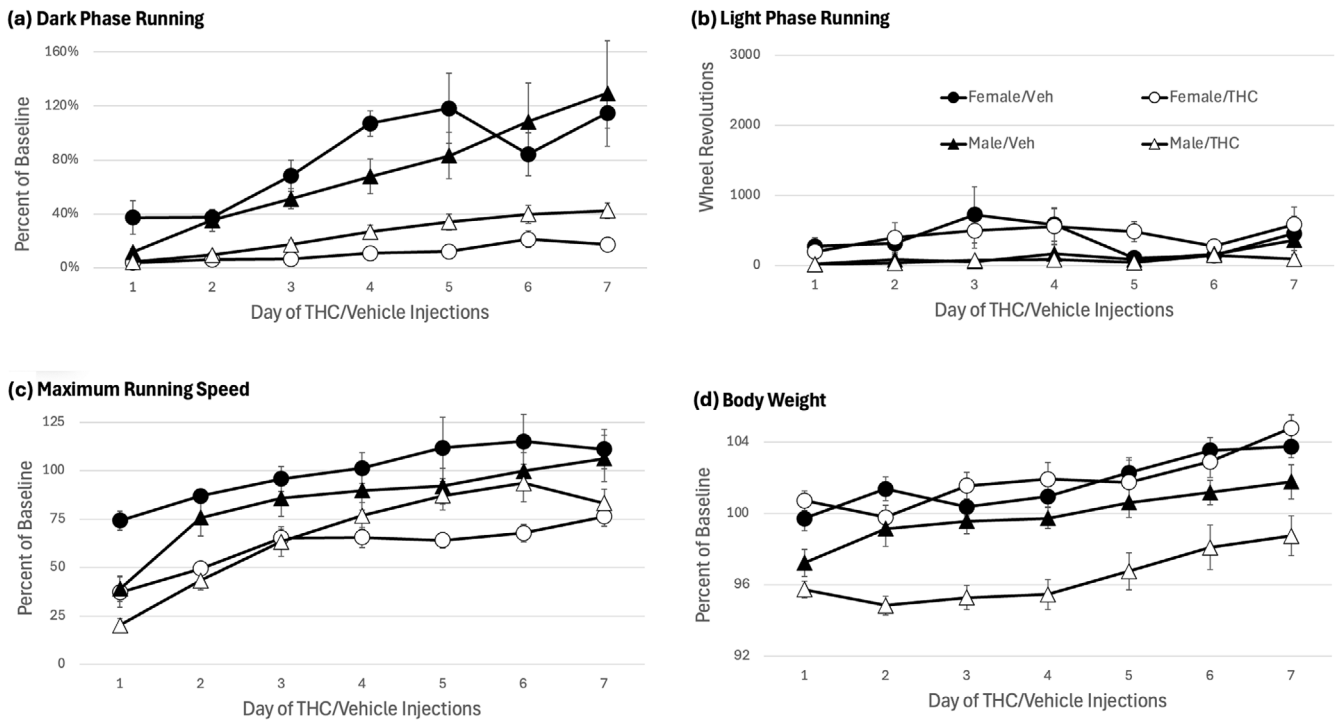 (a) Dark Phase Running
160%
120%
80%
40%
0%
Percent of Baseline
1 2 3 4 5 6 7
Day of THC/Vehicle Injections
(b) Light Phase Running
3000
2000
1000
0
Wheel Revolutions
Female/Veh Female/THC
Male/Veh Male/THC
1 2 3 4 5 6 7
Day of THC/Vehicle Injections
(c) Maximum Running Speed
125
100
75
50
25
0
Percent of Baseline
1 2 3 4 5 6 7
Day of THC/Vehicle Injections
(d) Body Weight
104
100
96
92
Percent of Baseline
1 2 3 4 5 6 7
Day of THC/Vehicle Injections